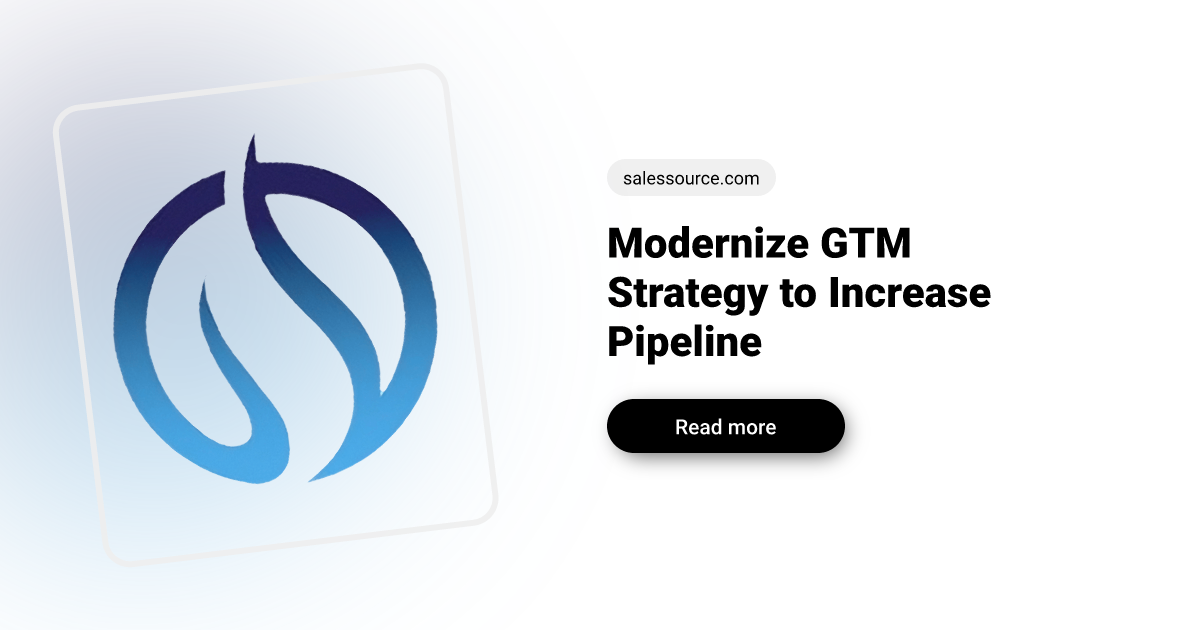 salessource.com
Modernize GTM
Strategy to Increase
Pipeline
Read more